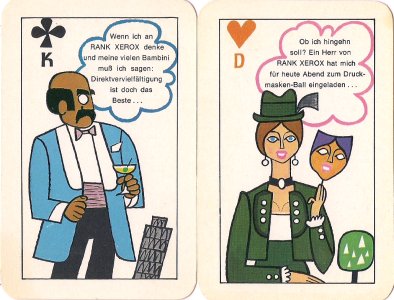 K
Wenn ich an
RANK XEROX denke
und meine vielen Bambini
muß ich sagen:
Direktvervielfältigung
ist doch das
Beste...
D
Ob ich hingehn
soll? Ein Herr von
RANK XEROX hat mich
für heute Abend zum Druck-
masken-Ball eingeladen...